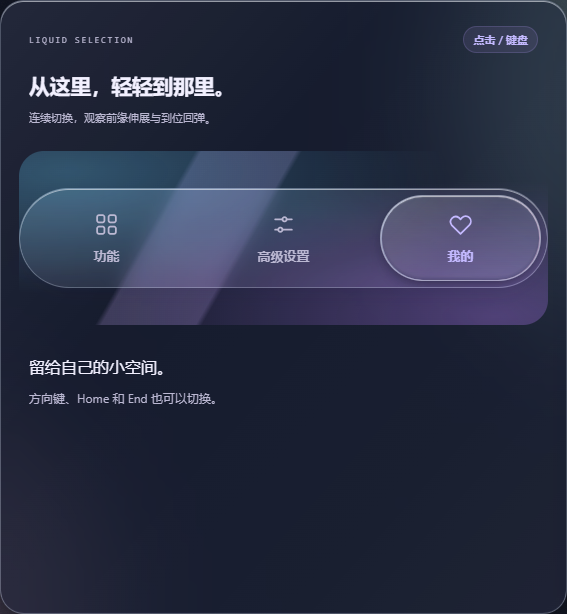 LIQUID SELECTION
点击 / 键盘
从这里，轻轻到那里。
连续切换，观察前缘伸展与到位回弹。
功能
高级设置
我的
留给自己的小空间。
方向键、Home 和 End 也可以切换。